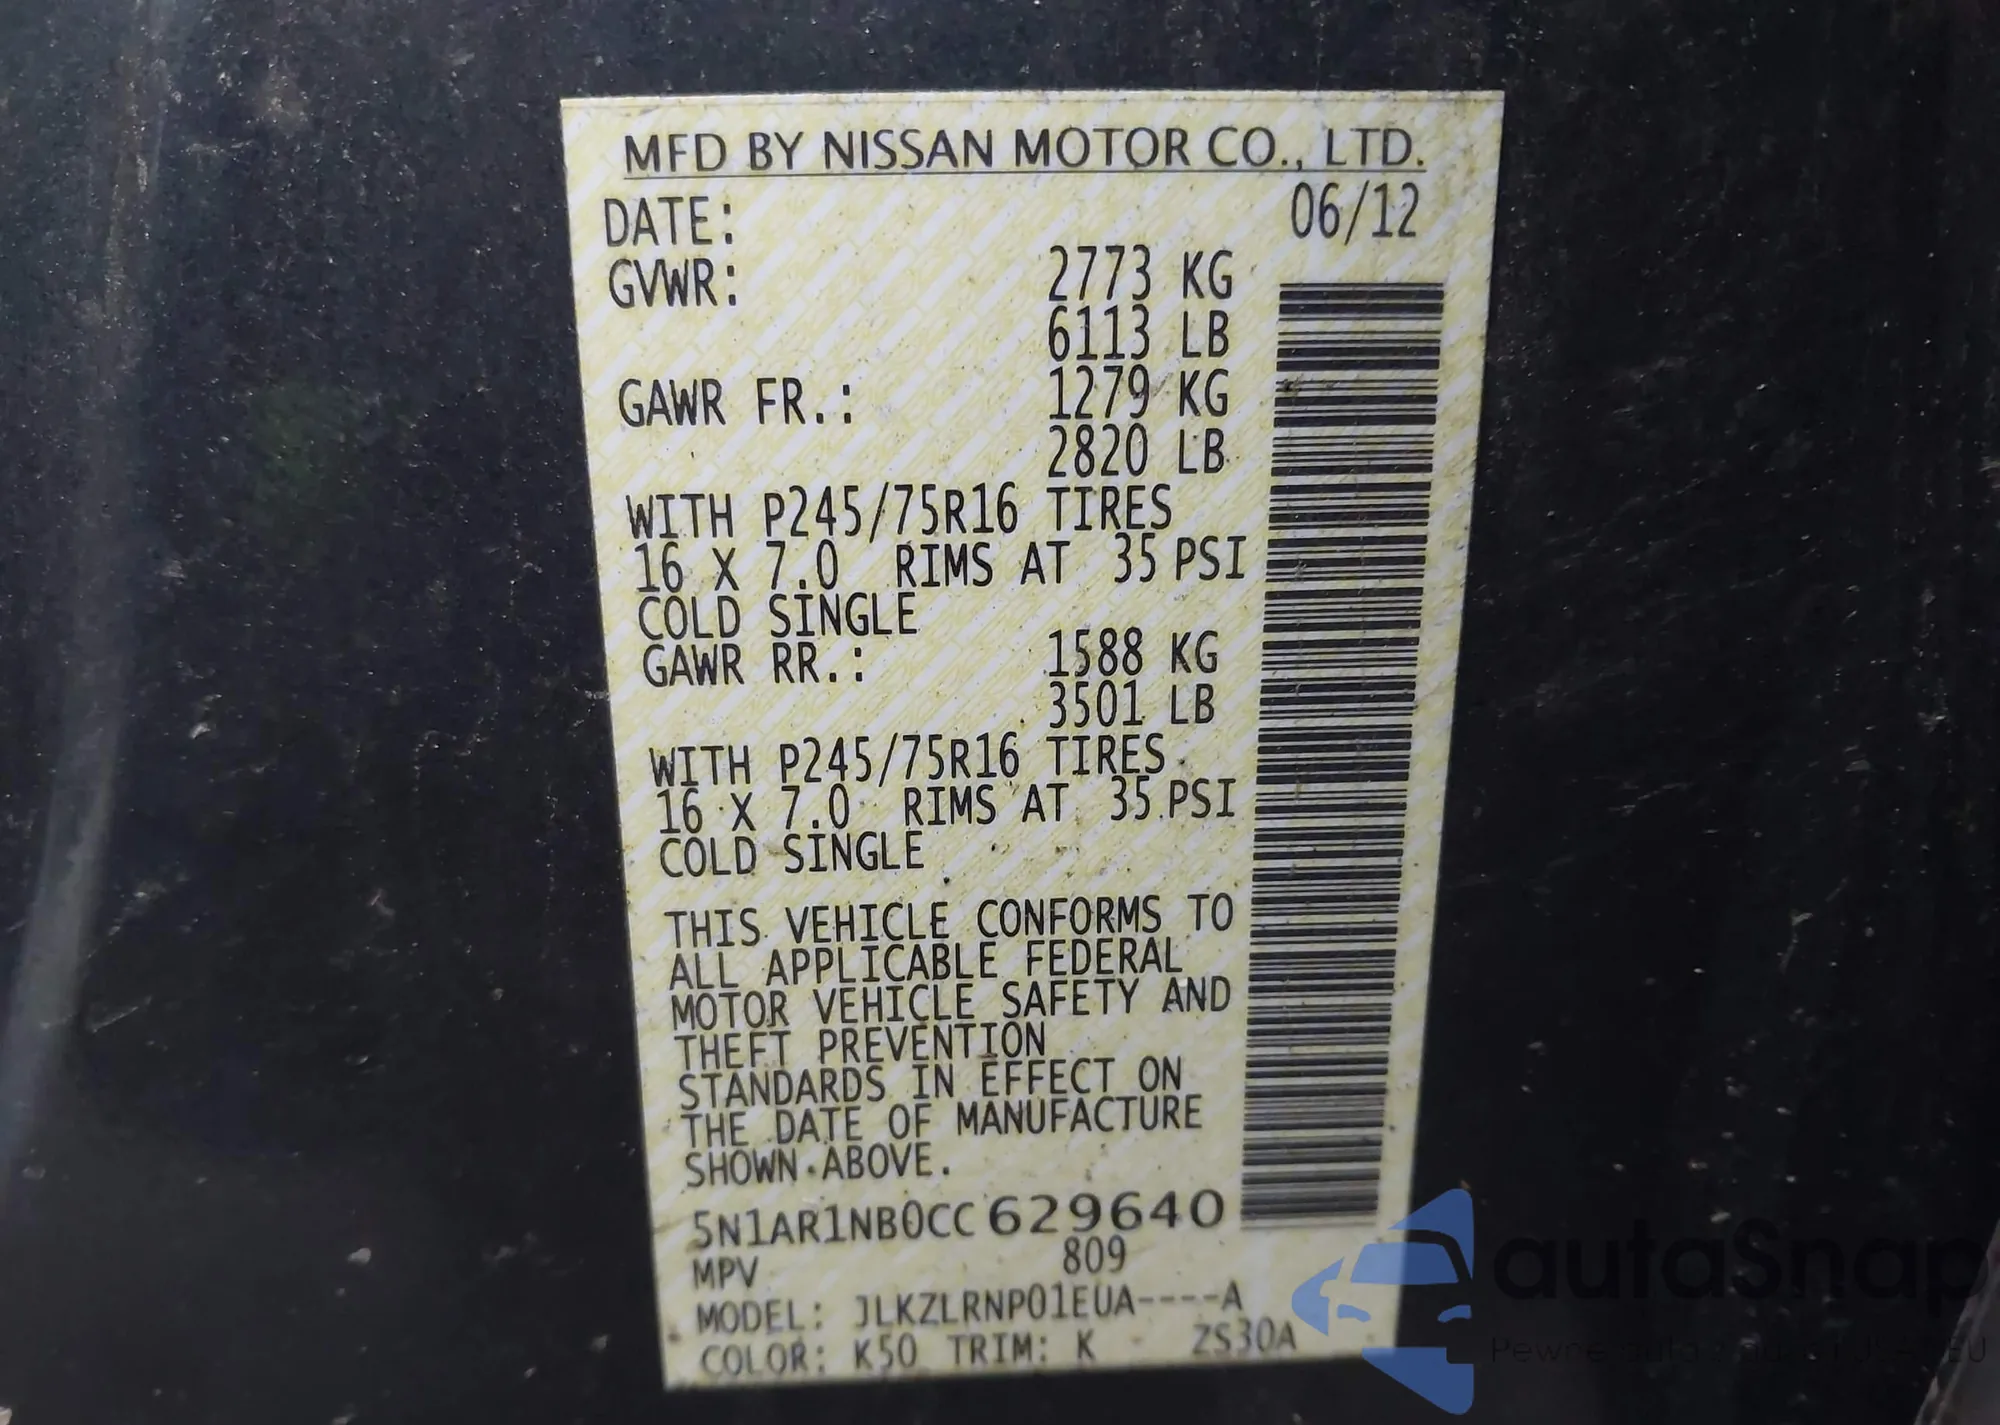 MFD BY NISSAN MOTOR CO., LTD.
DATE: 06/12
GVWR: 2773 KG
6113 LB
GAWR FR.: 1279 KG
2820 LB
WITH P245/75R16 TIRES
16 X 7.0 RIMS AT 35 PSI
COLD SINGLE
GAWR RR.: 1588 KG
3501 LB
WITH P245/75R16 TIRES
16 X 7.0 RIMS AT 35 PSI
COLD SINGLE
THIS VEHICLE CONFORMS TO
ALL APPLICABLE FEDERAL
MOTOR VEHICLE SAFETY AND
THEFT PREVENTION
STANDARDS IN EFFECT ON
THE DATE OF MANUFACTURE
SHOWN ABOVE.
5N1AR1NB0CC629640
MPV 809
MODEL: JLKZLRNP01EUA----A
COLOR: K50 TRIM: K ZS30A
autaSnap
Pewne auta